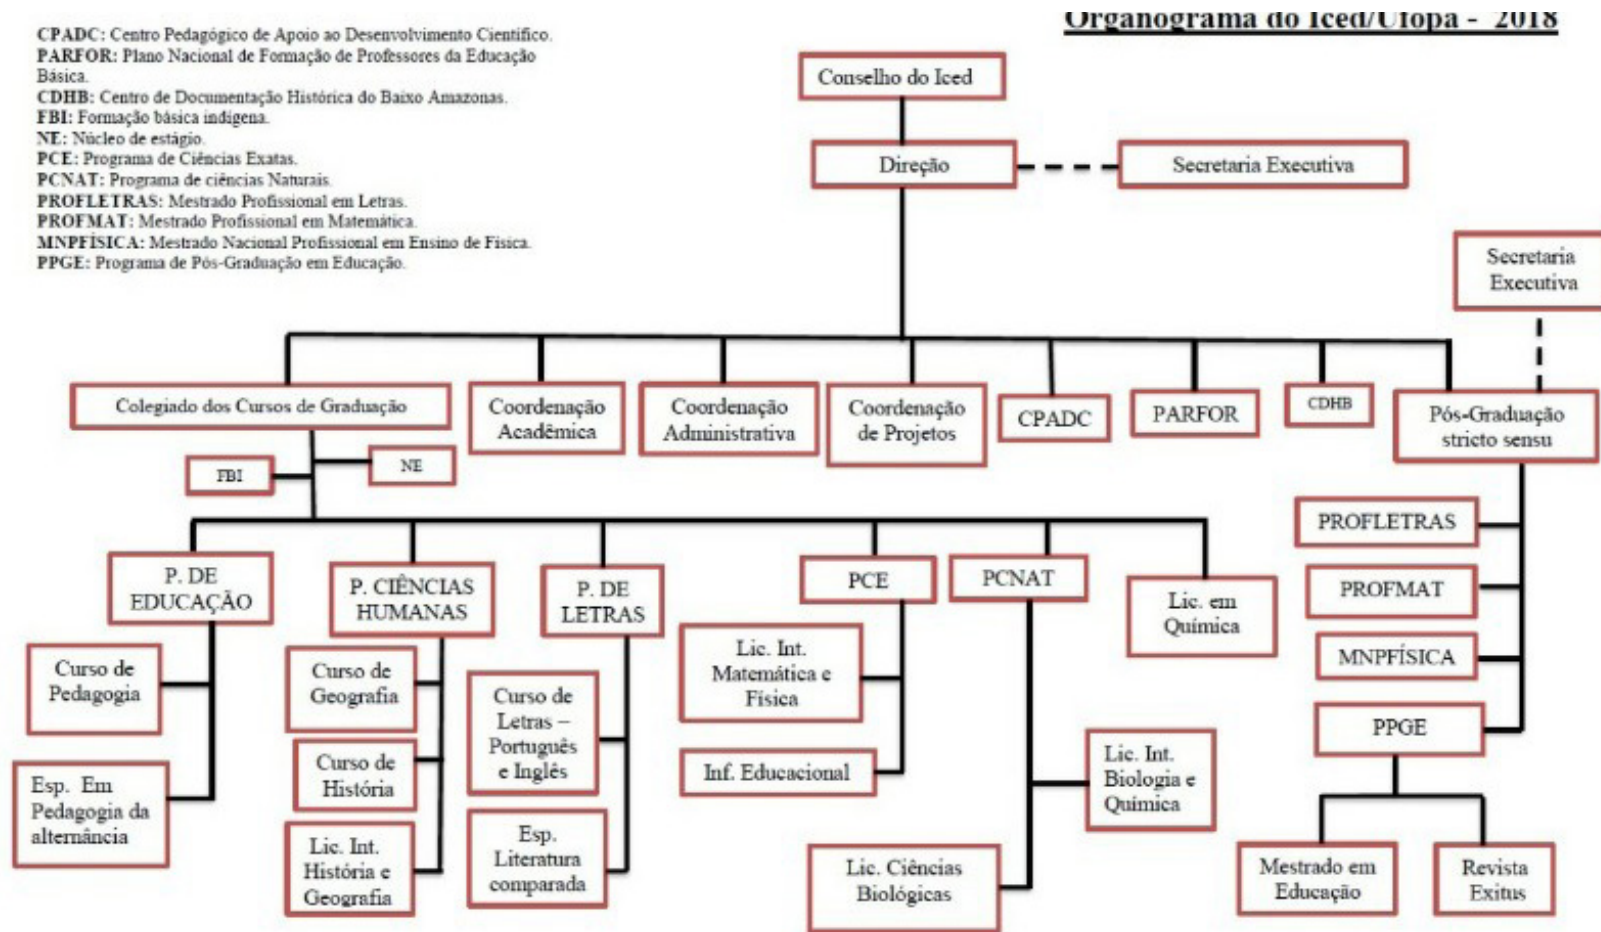 Organograma do Iced/Ufopa - 2018
CPADC: Centro Pedagógico de Apoio ao Desenvolvimento Científico.
PARFOR: Plano Nacional de Formação de Professores da Educação
Básica.
CDHB: Centro de Documentação Histórica do Baixo Amazonas.
FBI: Formação básica indígena.
NE: Núcleo de estágio.
PCE: Programa de Ciências Exatas.
PCNAT: Programa de ciências Naturais.
PROFLETRAS: Mestrado Profissional em Letras.
PROFMAT: Mestrado Profissional em Matemática.
MNPFÍSICA: Mestrado Nacional Profissional em Ensino de Física.
PPGE: Programa de Pós-Graduação em Educação.
Conselho do Iced
Direção
Secretaria Executiva
Secretaria
Executiva
Colegiado dos Cursos de Graduação
Coordenação
Acadêmica
Coordenação
Administrativa
Coordenação
de Projetos
CPADC
PARFOR
CDHB
Pós-Graduação
stricto sensu
FBI
NE
P. DE
EDUCAÇÃO
P. CIÊNCIAS
HUMANAS
P. DE
LETRAS
PCE
PCNAT
Lic. em
Química
PROFLETRAS
PROFMAT
MNPFÍSICA
PPGE
Curso de
Pedagogia
Esp. Em
Pedagogia da
alternância
Curso de
Geografia
Curso de
História
Lic. Int.
História e
Geografia
Curso de
Letras –
Português
e Inglês
Esp.
Literatura
comparada
Lic. Int.
Matemática e
Física
Inf. Educacional
Lic. Int.
Biologia e
Química
Lic. Ciências
Biológicas
Mestrado em
Educação
Revista
Exitus